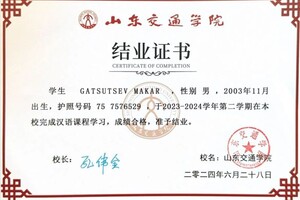 山东交通学院
结业证书
CERTIFICATE OF COMPLETION
学生 GATSUTSEV MAKAR ，性别 男 ，2003年11月
出生，护照号码 75 7576529 ，于2023-2024学年第二学期在本
校完成汉语课程学习，成绩合格，准予结业。
校长：
校名：山东交通学院
二零二四年六月二十八日